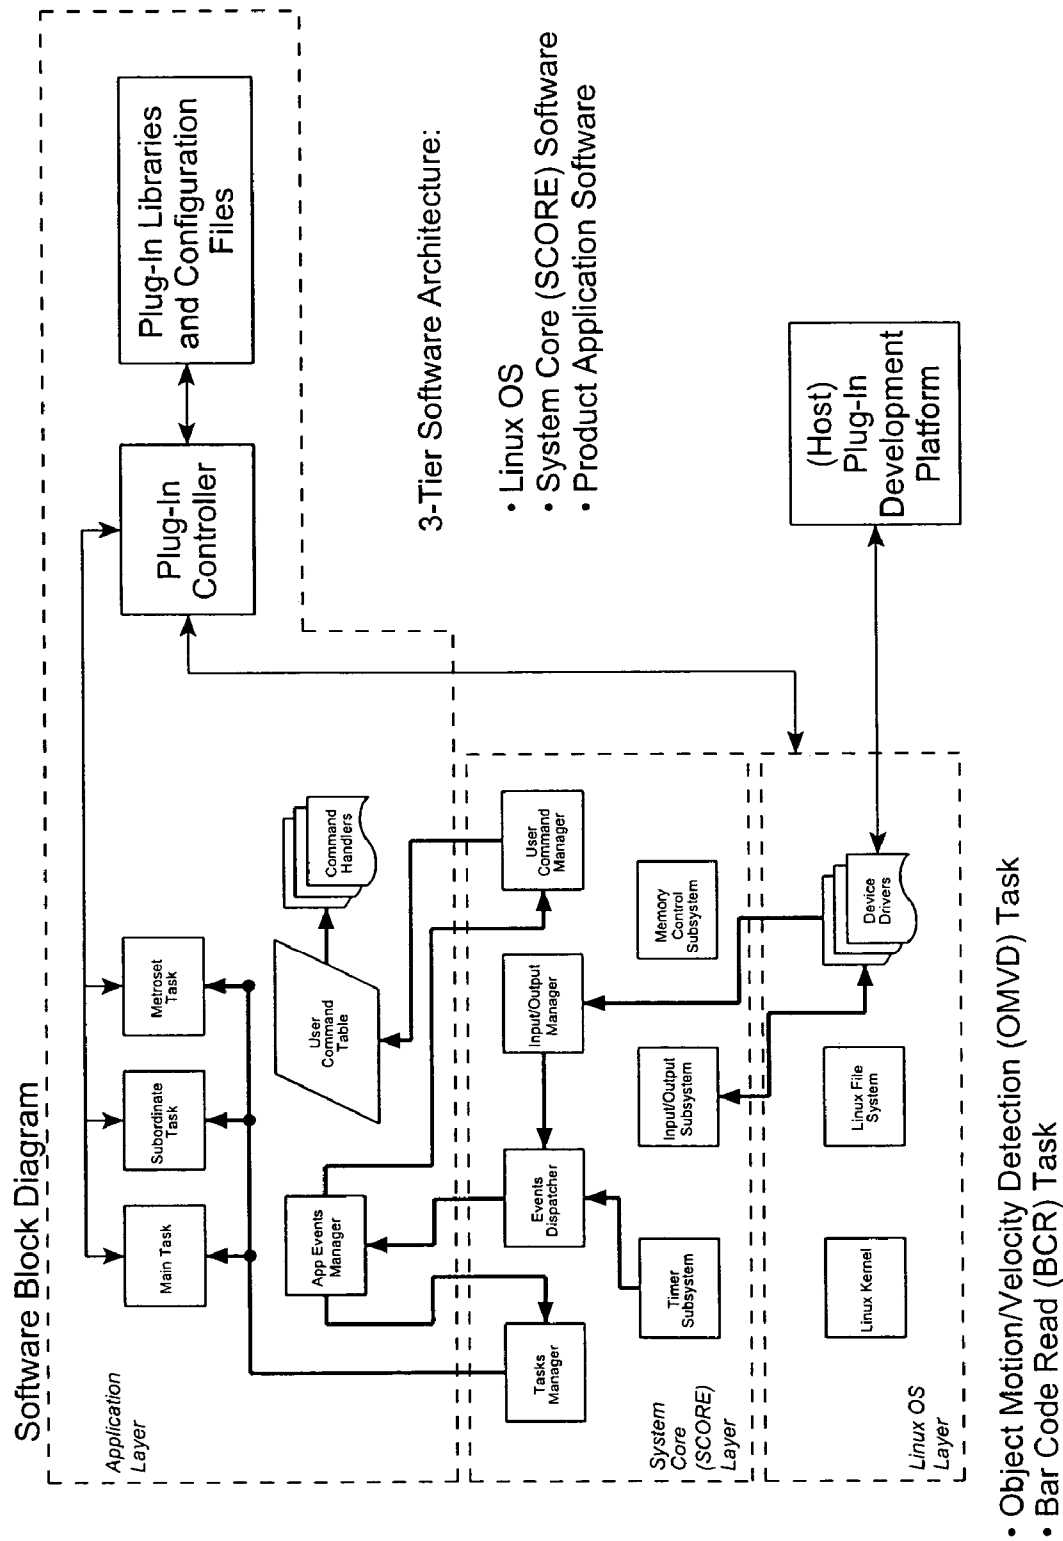 Software Block Diagram
Application
Layer
Main Task
Subordinate
Task
Metroset
Task
Plug-In
Controller
Plug-In Libraries
and Configuration
Files
App Events
Manager
User
Command
Table
Command
Handlers
3-Tier Software Architecture:
• Linux OS
• System Core (SCORE) Software
• Product Application Software
System
Core
(SCORE)
Layer
Tasks
Manager
Events
Dispatcher
Input/Output
Manager
User
Command
Manager
Timer
Subsystem
Input/Output
Subsystem
Memory
Control
Subsystem
Linux OS
Layer
Linux Kernel
Linux File
System
Device
Drivers
(Host)
Plug-In
Development
Platform
• Object Motion/Velocity Detection (OMVD) Task
• Bar Code Read (BCR) Task